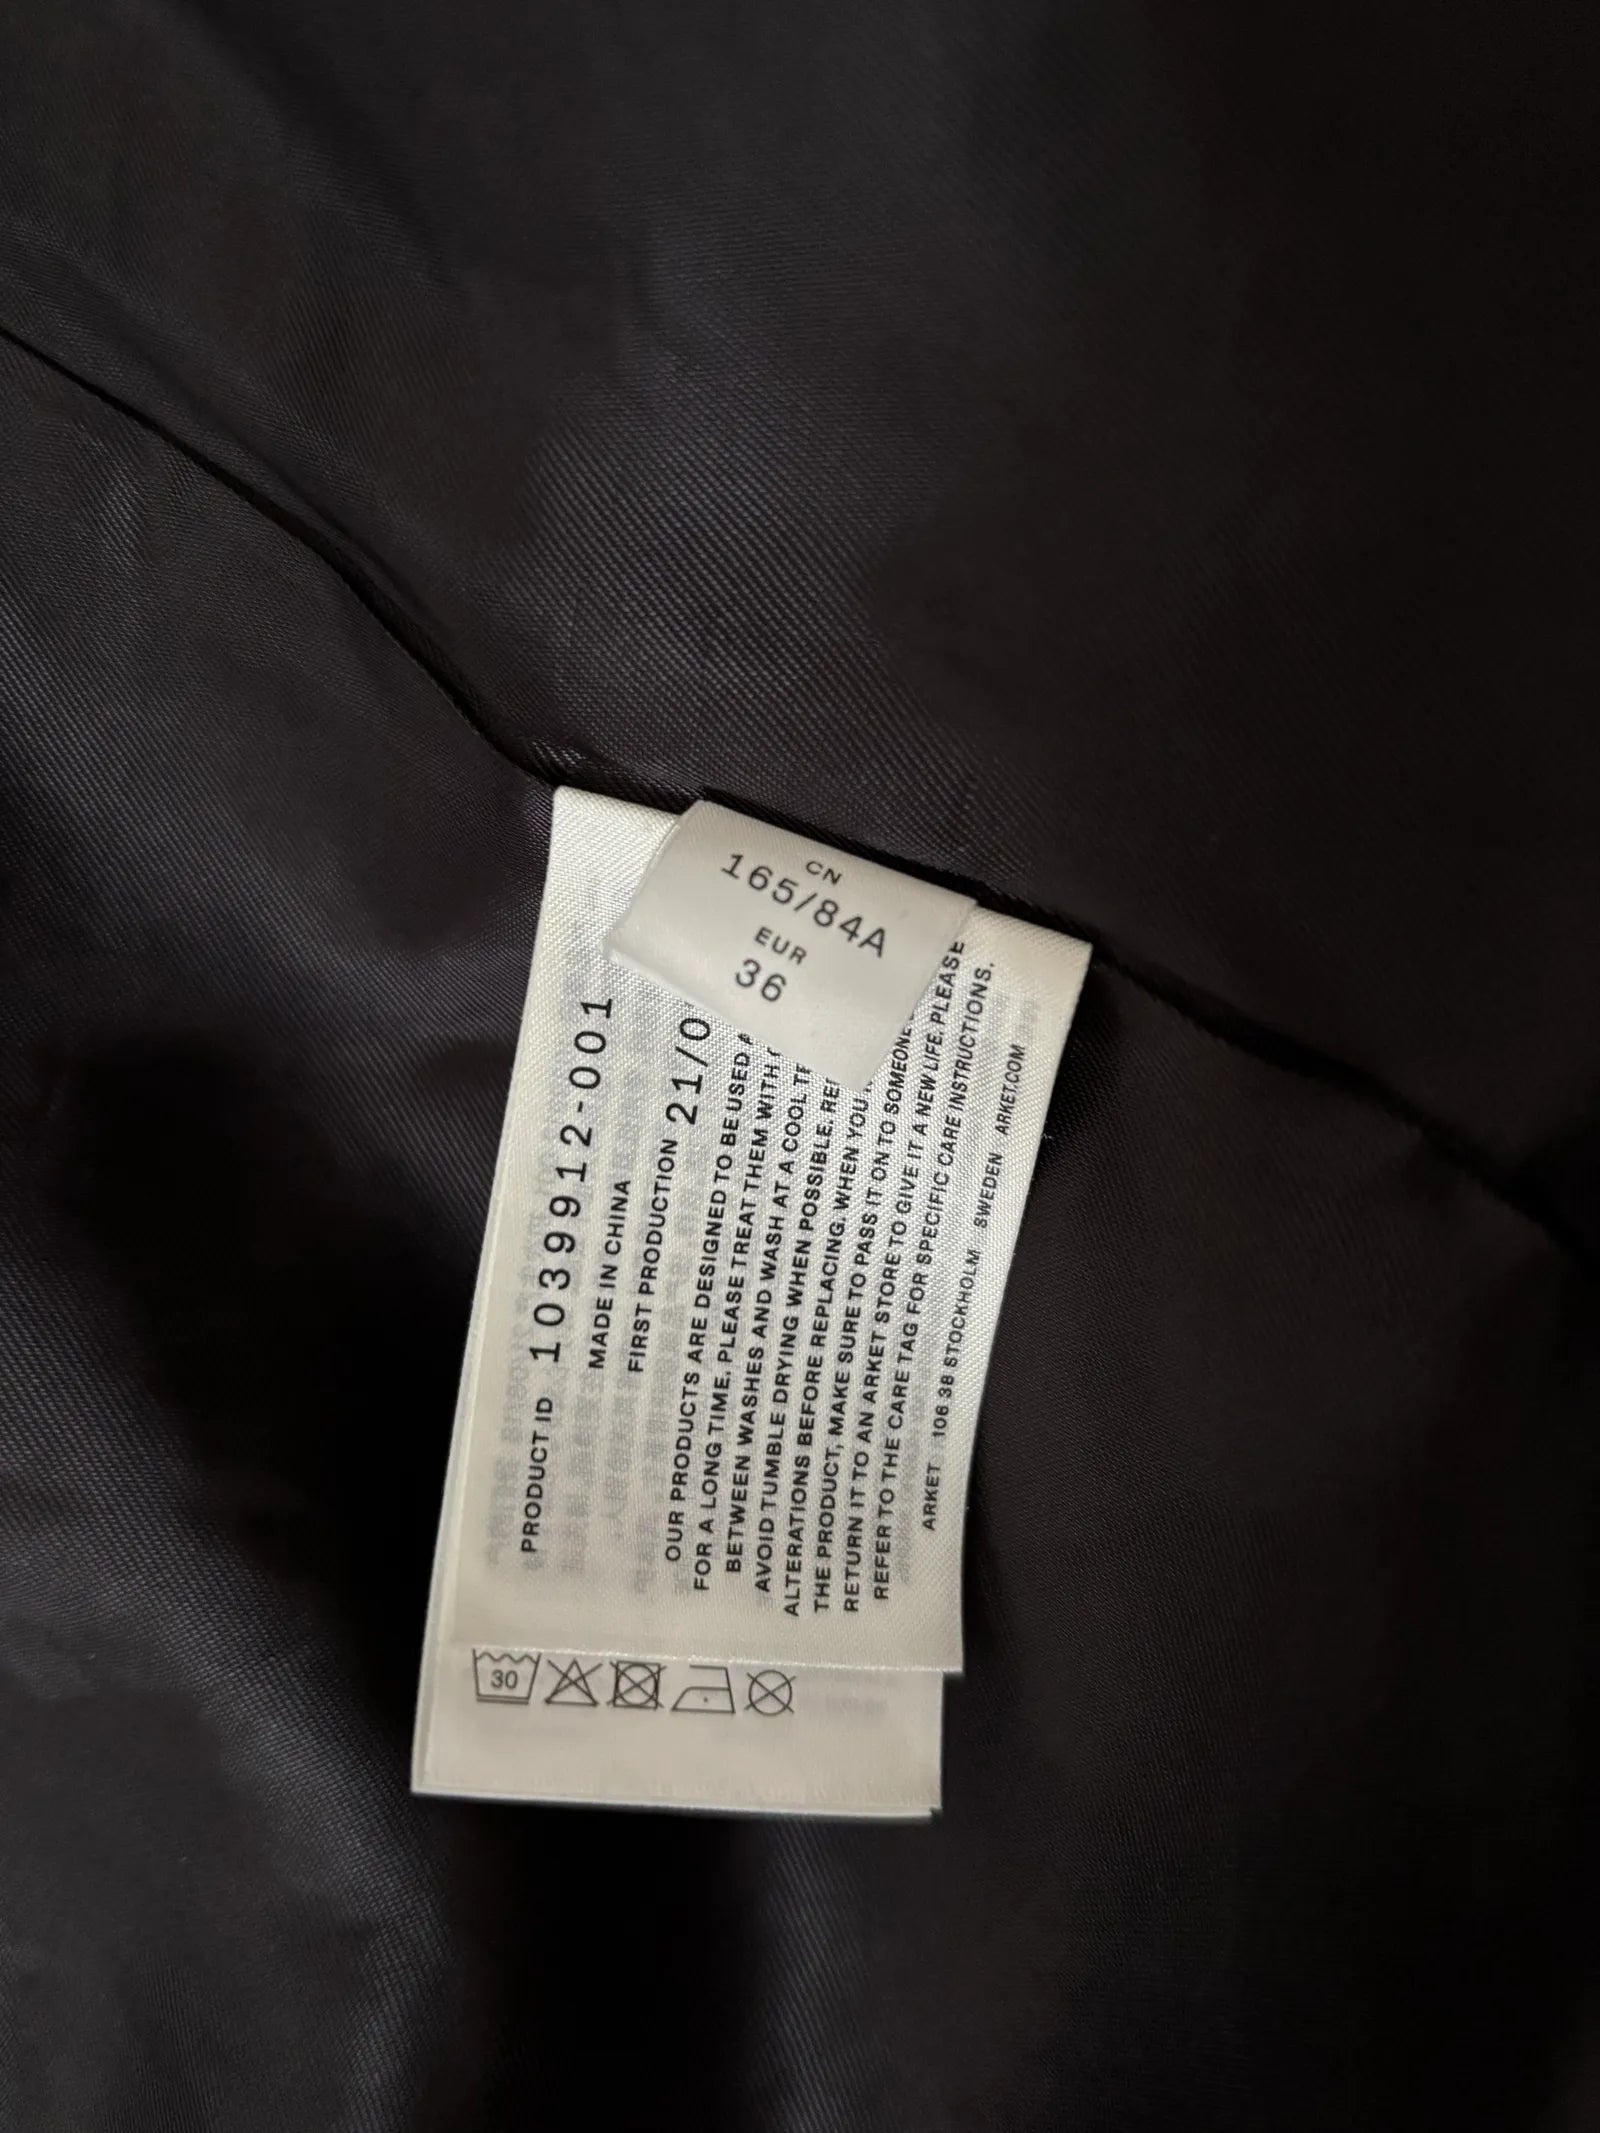 CN
165/84A
EUR
36
PRODUCT ID 1039912-001
MADE IN CHINA
FIRST PRODUCTION 21/0
OUR PRODUCTS ARE DESIGNED TO BE USED
FOR A LONG TIME, PLEASE TREAT THEM WITH
BETWEEN WASHES AND WASH AT A COOL
AVOID TUMBLE DRYING WHEN POSSIBLE.
ALTERATIONS BEFORE REPLACING. WHEN YOU
THE PRODUCT, MAKE SURE TO PASS IT ON TO SOMEONE
RETURN IT TO AN ARKET STORE TO GIVE IT A NEW LIFE. PLEASE
REFER TO THE CARE TAG FOR SPECIFIC CARE INSTRUCTIONS.
ARKET 106 38 STOCKHOLM SWEDEN ARKET.COM
30